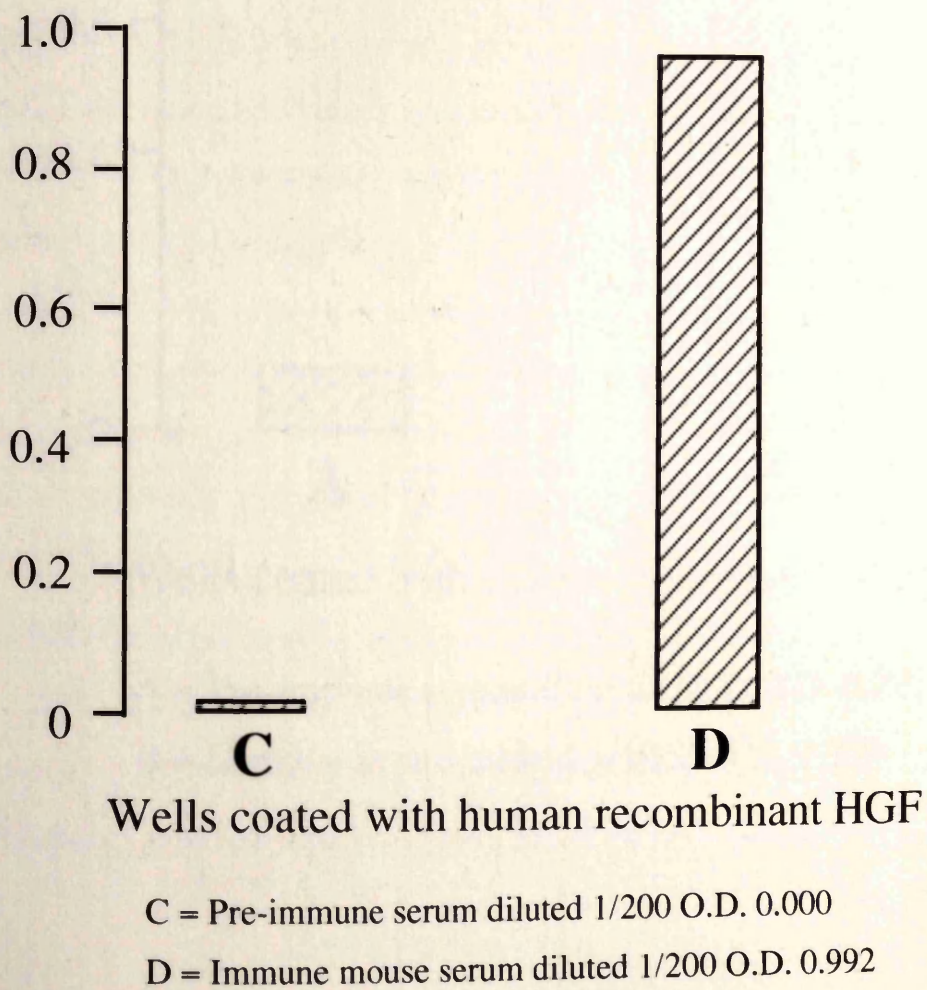 1.0
0.8
0.6
0.4
0.2
0
C D
Wells coated with human recombinant HGF
C = Pre-immune serum diluted 1/200 O.D. 0.000
D = Immune mouse serum diluted 1/200 O.D. 0.992